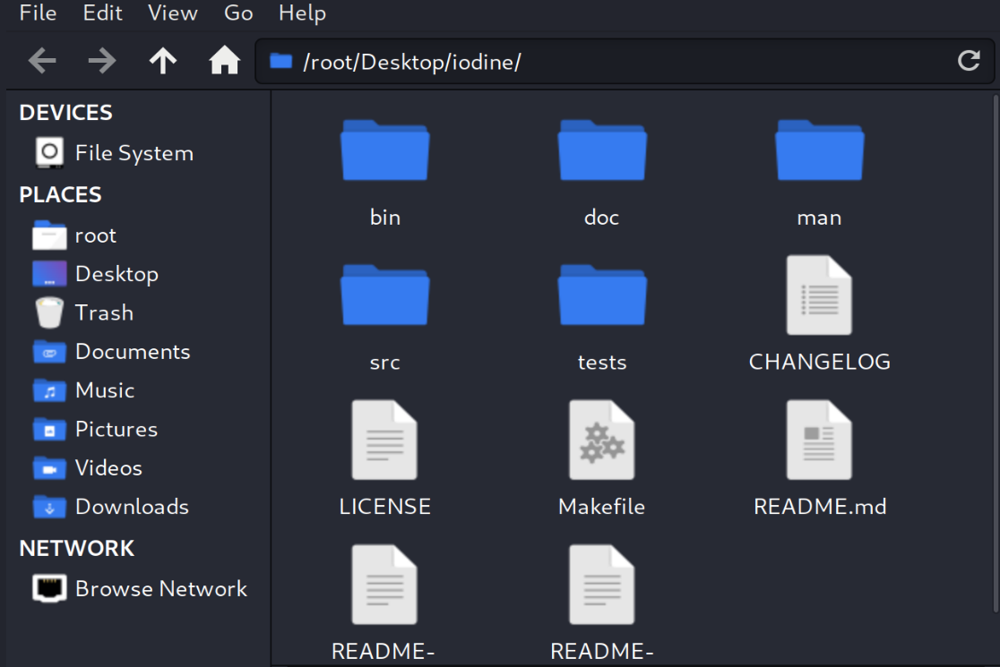 File Edit View Go Help
/root/Desktop/iodine/
DEVICES
File System
PLACES
root
Desktop
Trash
Documents
Music
Pictures
Videos
Downloads
NETWORK
Browse Network
bin doc man
src tests CHANGELOG
LICENSE Makefile README.md
README- README-